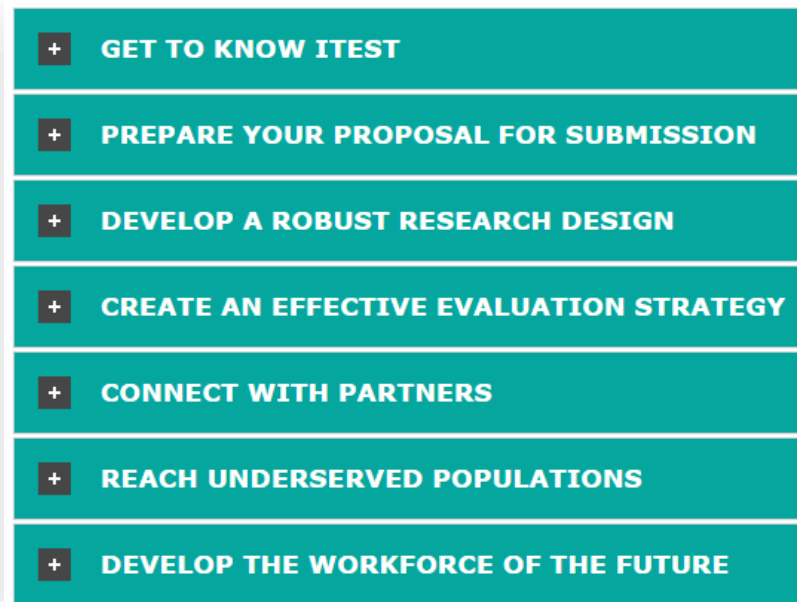 GET TO KNOW ITEST
PREPARE YOUR PROPOSAL FOR SUBMISSION
DEVELOP A ROBUST RESEARCH DESIGN
CREATE AN EFFECTIVE EVALUATION STRATEGY
CONNECT WITH PARTNERS
REACH UNDERSERVED POPULATIONS
DEVELOP THE WORKFORCE OF THE FUTURE